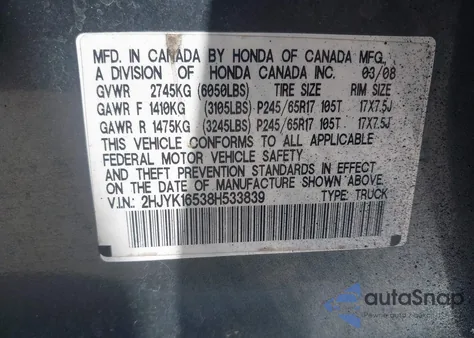 MFD. IN CANADA BY HONDA OF CANADA MFG.,
A DIVISION OF HONDA CANADA INC. 03/08
GVWR 2745KG (6050LBS) TIRE SIZE RIM SIZE
GAWR F 1410KG (3105LBS) P245/65R17 105T 17X7.5J
GAWR R 1475KG (3245LBS) P245/65R17 105T 17X7.5J
THIS VEHICLE CONFORMS TO ALL APPLICABLE
FEDERAL MOTOR VEHICLE SAFETY
AND THEFT PREVENTION STANDARDS IN EFFECT
ON THE DATE OF MANUFACTURE SHOWN ABOVE.
V.I.N.: 2HJYK16538H533839 TYPE: TRUCK
autoSnap